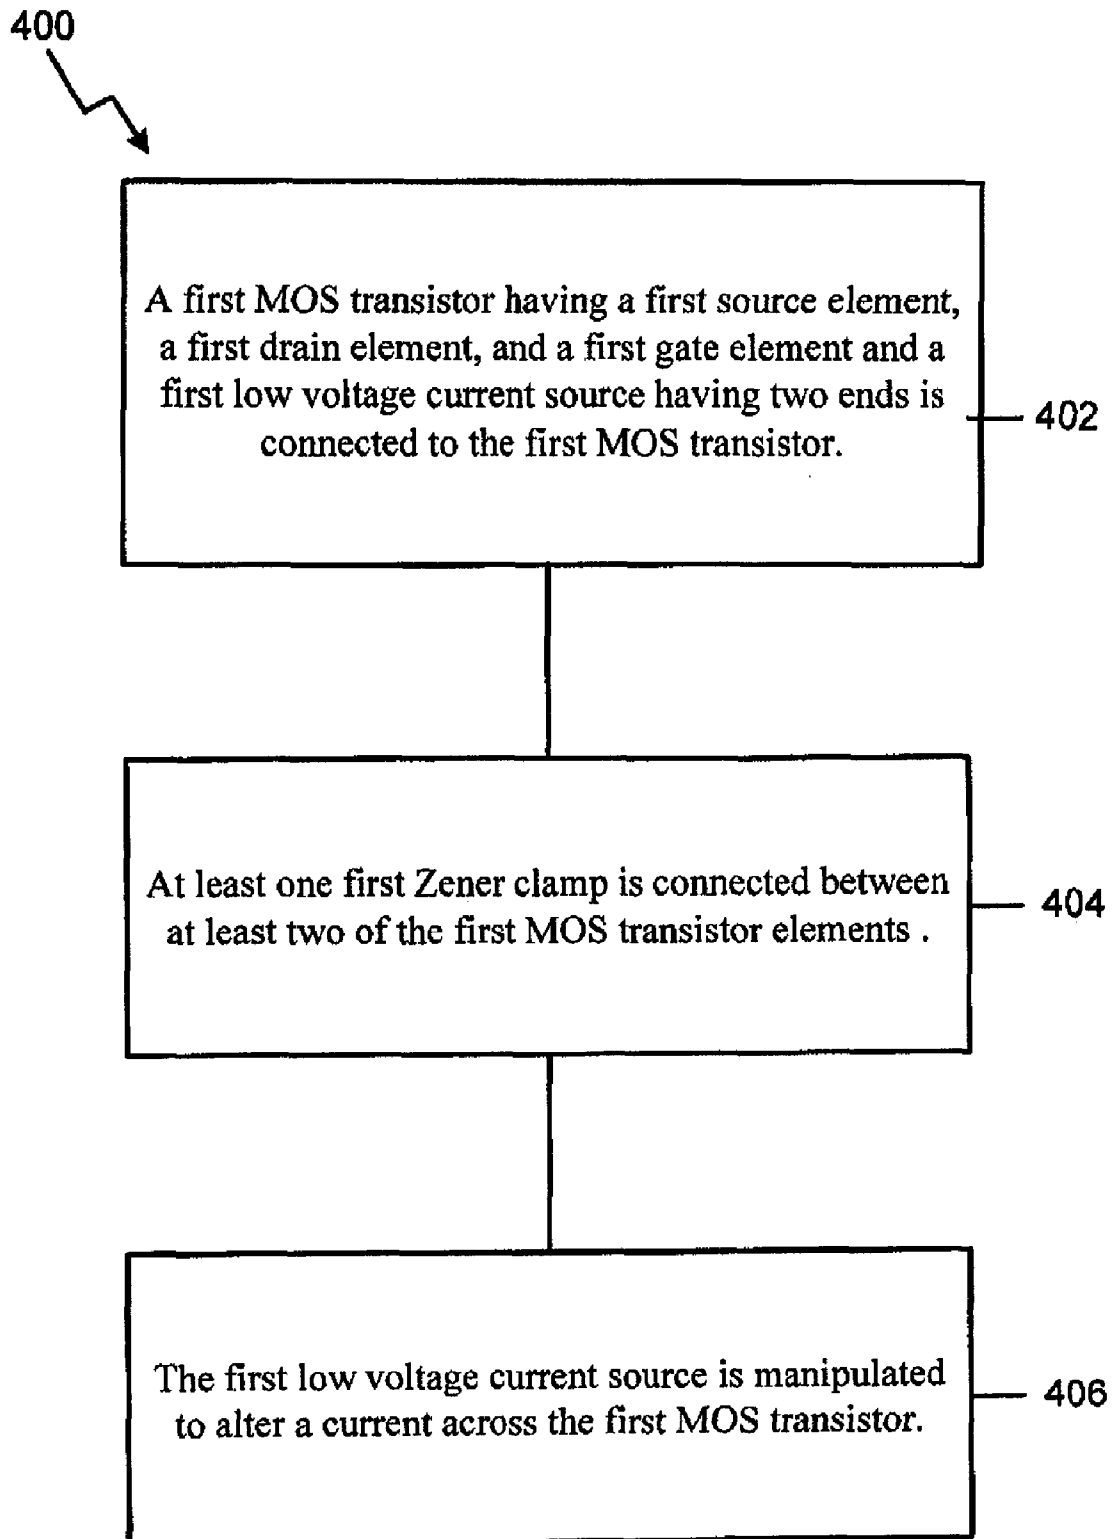 400
A first MOS transistor having a first source element,
a first drain element, and a first gate element and a
first low voltage current source having two ends is
connected to the first MOS transistor.
402
At least one first Zener clamp is connected between
at least two of the first MOS transistor elements .
404
The first low voltage current source is manipulated
to alter a current across the first MOS transistor.
406